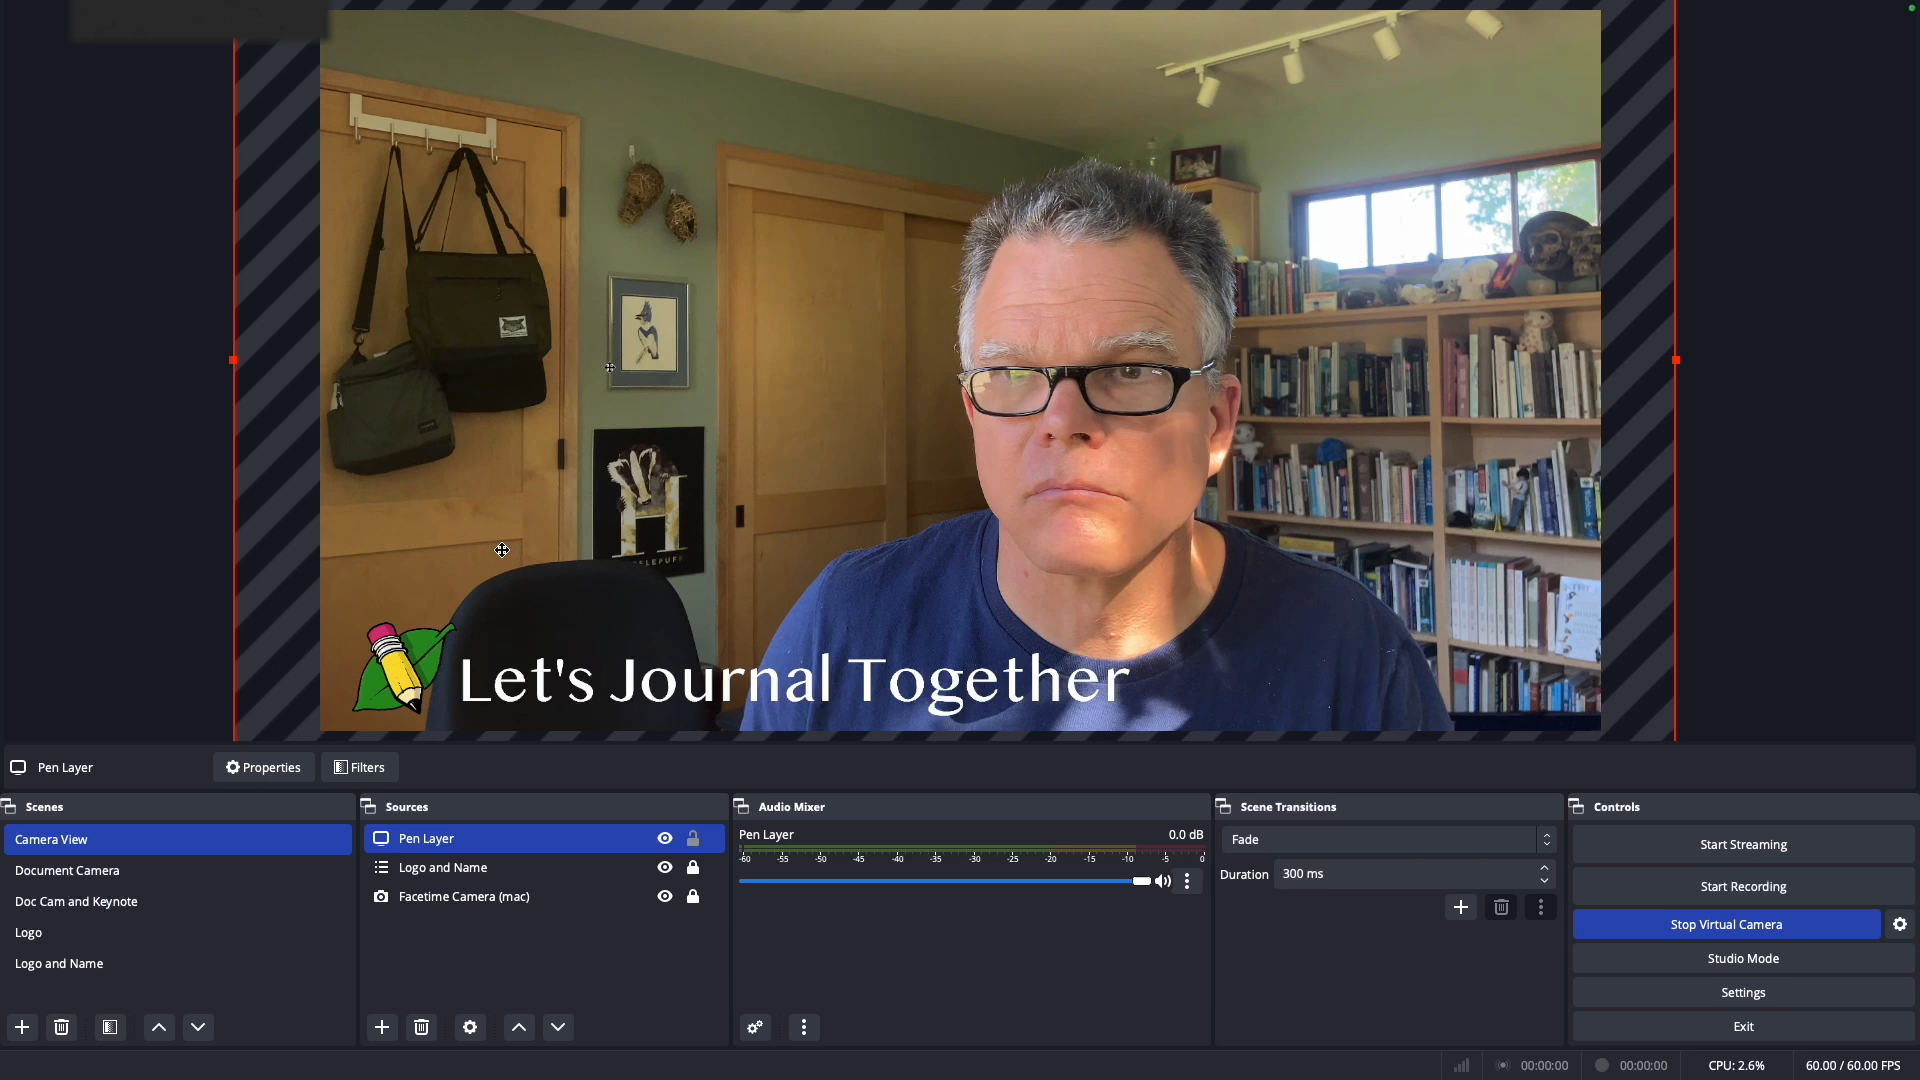 Let's Journal Together
Pen Layer
Properties
Filters
Scenes
Camera View
Document Camera
Doc Cam and Keynote
Logo
Logo and Name
Sources
Pen Layer
Logo and Name
Facetime Camera (mac)
Audio Mixer
Pen Layer 0.0 dB
-60 -55 -50 -45 -40 -35 -30 -25 -20 -15 -10 -5 0
Scene Transitions
Fade
Duration 300 ms
Controls
Start Streaming
Start Recording
Stop Virtual Camera
Studio Mode
Settings
Exit
00:00:00 00:00:00 CPU: 2.6% 60.00 / 60.00 FPS